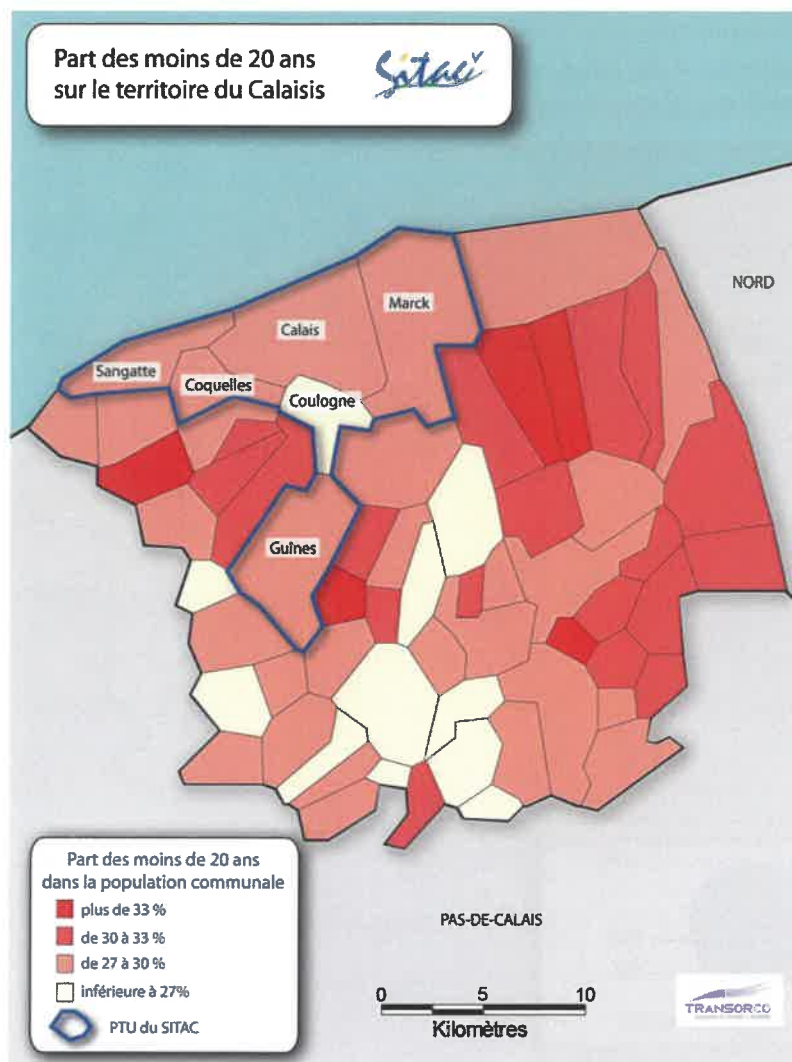 Part des moins de 20 ans
sur le territoire du Calaisis
Sitac
NORD
Marck
Calais
Sangatte
Coquelles
Coulogne
Guînes
Part des moins de 20 ans
dans la population communale
plus de 33 %
de 30 à 33 %
de 27 à 30 %
inférieure à 27%
PTU du SITAC
PAS-DE-CALAIS
0 5 10
Kilomètres
TRANSORCO